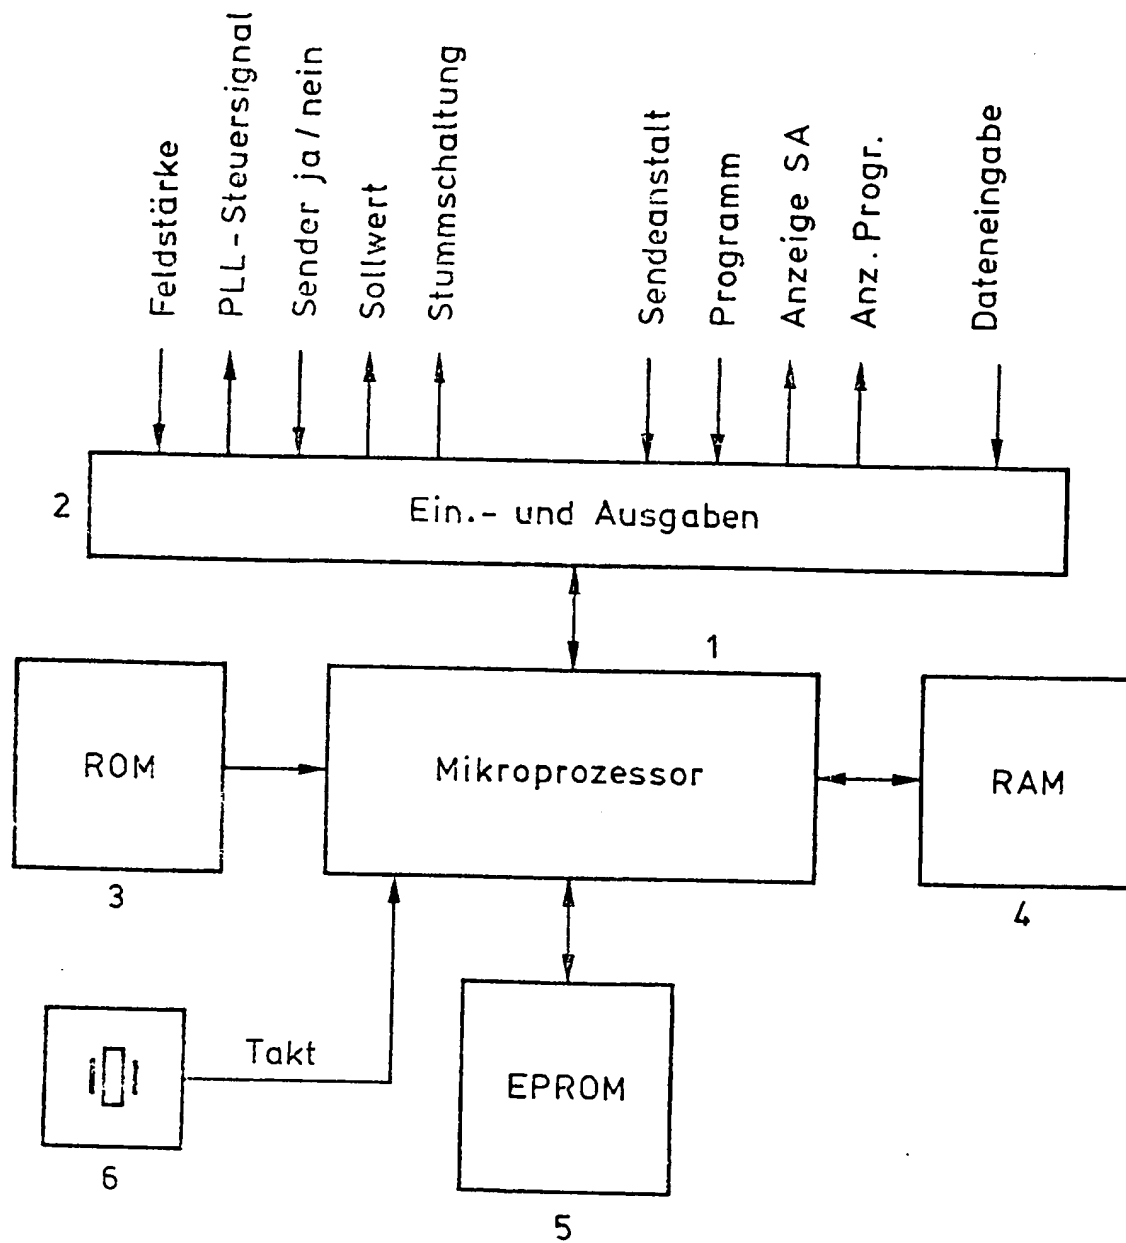 Feldstärke
PLL-Steuersignal
Sender ja/nein
Sollwert
Stummschaltung
Sendeanstalt
Programm
Anzeige SA
Anz. Progr.
Dateneingabe
2
Ein.- und Ausgaben
1
ROM
Mikroprozessor
RAM
3
4
Takt
EPROM
6
5